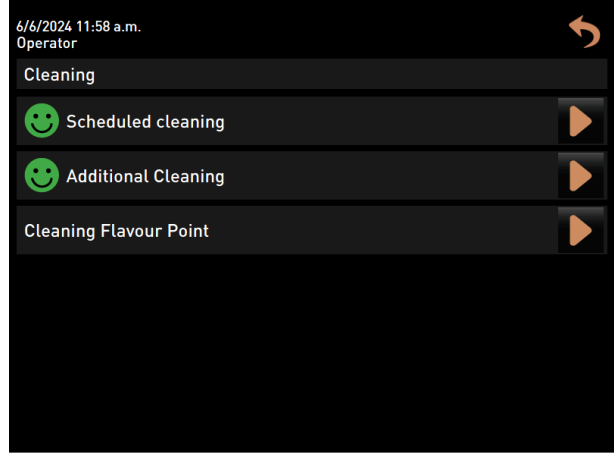 6/6/2024 11:58 a.m.
Operator
Cleaning
Scheduled cleaning
Additional Cleaning
Cleaning Flavour Point